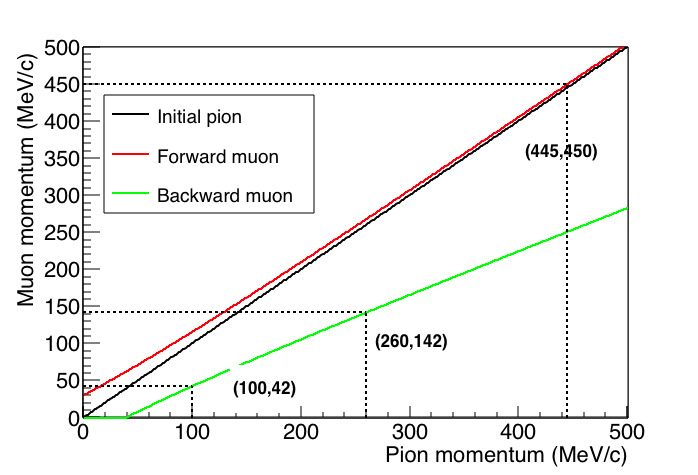 Muon momentum (MeV/c)
500
450
400
350
300
250
200
150
100
50
0
Initial pion
Forward muon
Backward muon
(445,450)
(260,142)
(100,42)
0 100 200 300 400 500
Pion momentum (MeV/c)